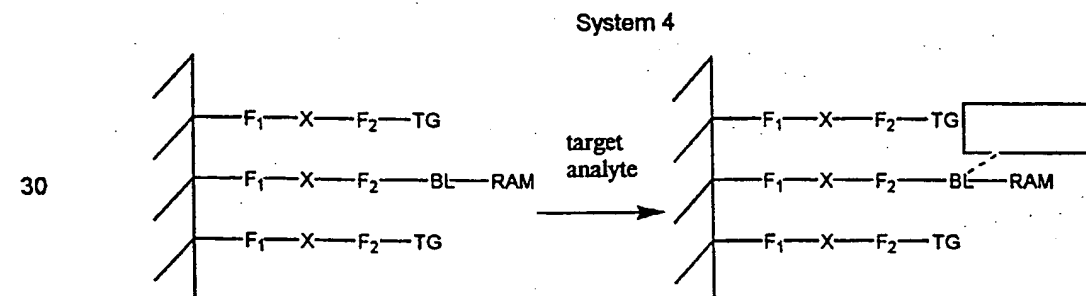 System 4
F₁—X—F₂—TG F₁—X—F₂—TG
target
analyte
30 F₁—X—F₂—BL—RAM F₁—X—F₂—BL—RAM
F₁—X—F₂—TG F₁—X—F₂—TG